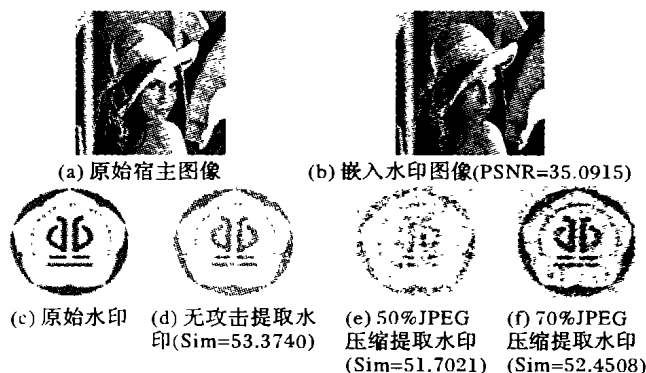 (a) 原始宿主图像
(b) 嵌入水印图像(PSNR=35.0915)
(c) 原始水印
(d) 无攻击提取水
印(Sim=53.3740)
(e) 50%JPEG
压缩提取水印
(Sim=51.7021)
(f) 70%JPEG
压缩提取水印
(Sim=52.4508)